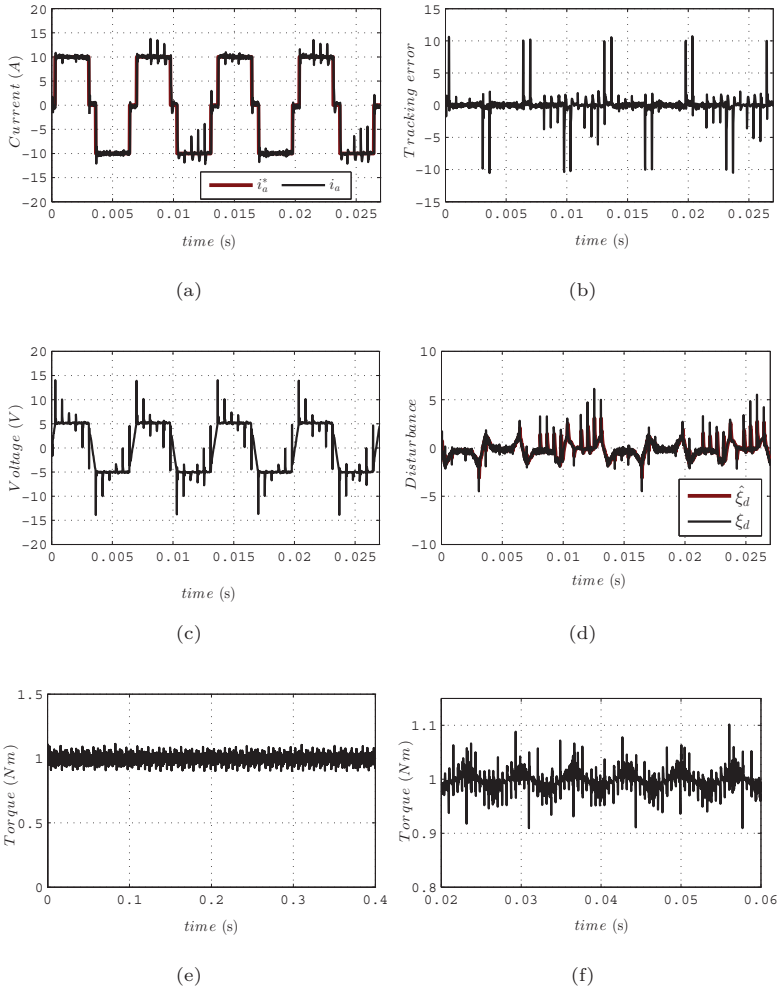 20
15
10
5
0
−5
−10
−15
−20
Current (A)
0 0.005 0.01 0.015 0.02 0.025
time (s)
i*a ia
(a)
15
10
5
0
−5
−10
−15
Tracking error
0 0.005 0.01 0.015 0.02 0.025
time (s)
(b)
20
15
10
5
0
−5
−10
−15
−20
Voltage (V)
0 0.005 0.01 0.015 0.02 0.025
time (s)
(c)
10
5
0
−5
−10
Disturbance
0 0.005 0.01 0.015 0.02 0.025
time (s)
ξ̂d
ξd
(d)
1.5
1
0.5
0
Torque (Nm)
0 0.1 0.2 0.3 0.4
time (s)
(e)
1.1
1
0.9
0.8
Torque (Nm)
0.02 0.03 0.04 0.05 0.06
time (s)
(f)